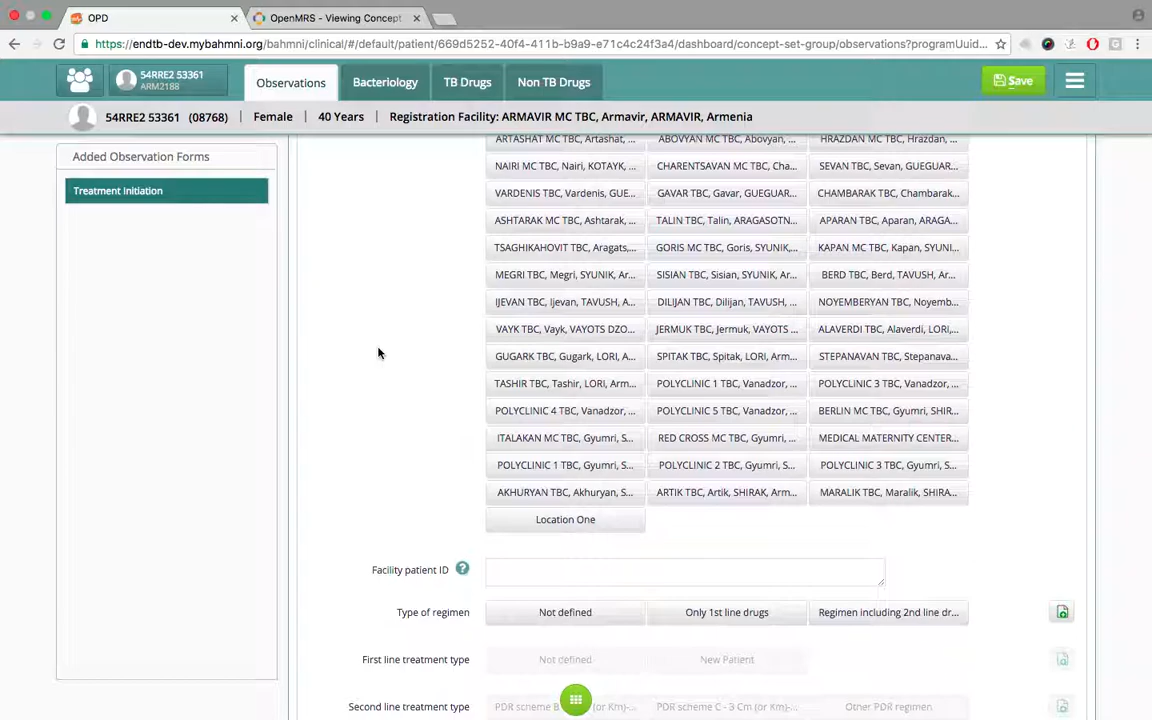 OPD
OpenMRS - Viewing Concept
https://endtb-dev.mybahmni.org/bahmni/clinical/#/default/patient/669d5252-40f4-411b-b9a9-e71c4c24f3a4/dashboard/concept-set-group/observations?programUuid...
54RRE2 53361
ARM2188
Observations
Bacteriology
TB Drugs
Non TB Drugs
Save
54RRE2 53361 (08768) | Female | 40 Years | Registration Facility: ARMAVIR MC TBC, Armavir, ARMAVIR, Armenia
Added Observation Forms
Treatment Initiation
ARTASHAT MC TBC, Artashat, ... ABOVYAN MC TBC, Abovyan, ... HRAZDAN MC TBC, Hrazdan, ...
NAIRI MC TBC, Nairi, KOTAYK, ... CHARENTSAVAN MC TBC, Cha... SEVAN TBC, Sevan, GUEGUAR...
VARDENIS TBC, Vardenis, GUE... GAVAR TBC, Gavar, GUEGUAR... CHAMBARAK TBC, Chambarak...
ASHTARAK MC TBC, Ashtarak, ... TALIN TBC, Talin, ARAGASOTN... APARAN TBC, Aparan, ARAGA...
TSAGHIKAHOVIT TBC, Aragats,... GORIS MC TBC, Goris, SYUNIK,... KAPAN MC TBC, Kapan, SYUNI...
MEGRI TBC, Megri, SYUNIK, Ar... SISIAN TBC, Sisian, SYUNIK, Ar... BERD TBC, Berd, TAVUSH, Ar...
IJEVAN TBC, Ijevan, TAVUSH, A... DILIJAN TBC, Dilijan, TAVUSH, ... NOYEMBERYAN TBC, Noyemb...
VAYK TBC, Vayk, VAYOTS DZO... JERMUK TBC, Jermuk, VAYOTS ... ALAVERDI TBC, Alaverdi, LORI,...
GUGARK TBC, Gugark, LORI, A... SPITAK TBC, Spitak, LORI, Arm... STEPANAVAN TBC, Stepanava...
TASHIR TBC, Tashir, LORI, Arm... POLYCLINIC 1 TBC, Vanadzor, ... POLYCLINIC 3 TBC, Vanadzor, ...
POLYCLINIC 4 TBC, Vanadzor, ... POLYCLINIC 5 TBC, Vanadzor, ... BERLIN MC TBC, Gyumri, SHIR...
ITALAKAN MC TBC, Gyumri, S... RED CROSS MC TBC, Gyumri, ... MEDICAL MATERNITY CENTER...
POLYCLINIC 1 TBC, Gyumri, S... POLYCLINIC 2 TBC, Gyumri, S... POLYCLINIC 3 TBC, Gyumri, S...
AKHURYAN TBC, Akhuryan, S... ARTIK TBC, Artik, SHIRAK, Arm... MARALIK TBC, Maralik, SHIRA...
Location One
Facility patient ID
Type of regimen Not defined Only 1st line drugs Regimen including 2nd line dr...
First line treatment type Not defined New Patient
Second line treatment type PDR scheme B (or Km)-... PDR scheme C - 3 Cm (or Km)-... Other PDR regimen